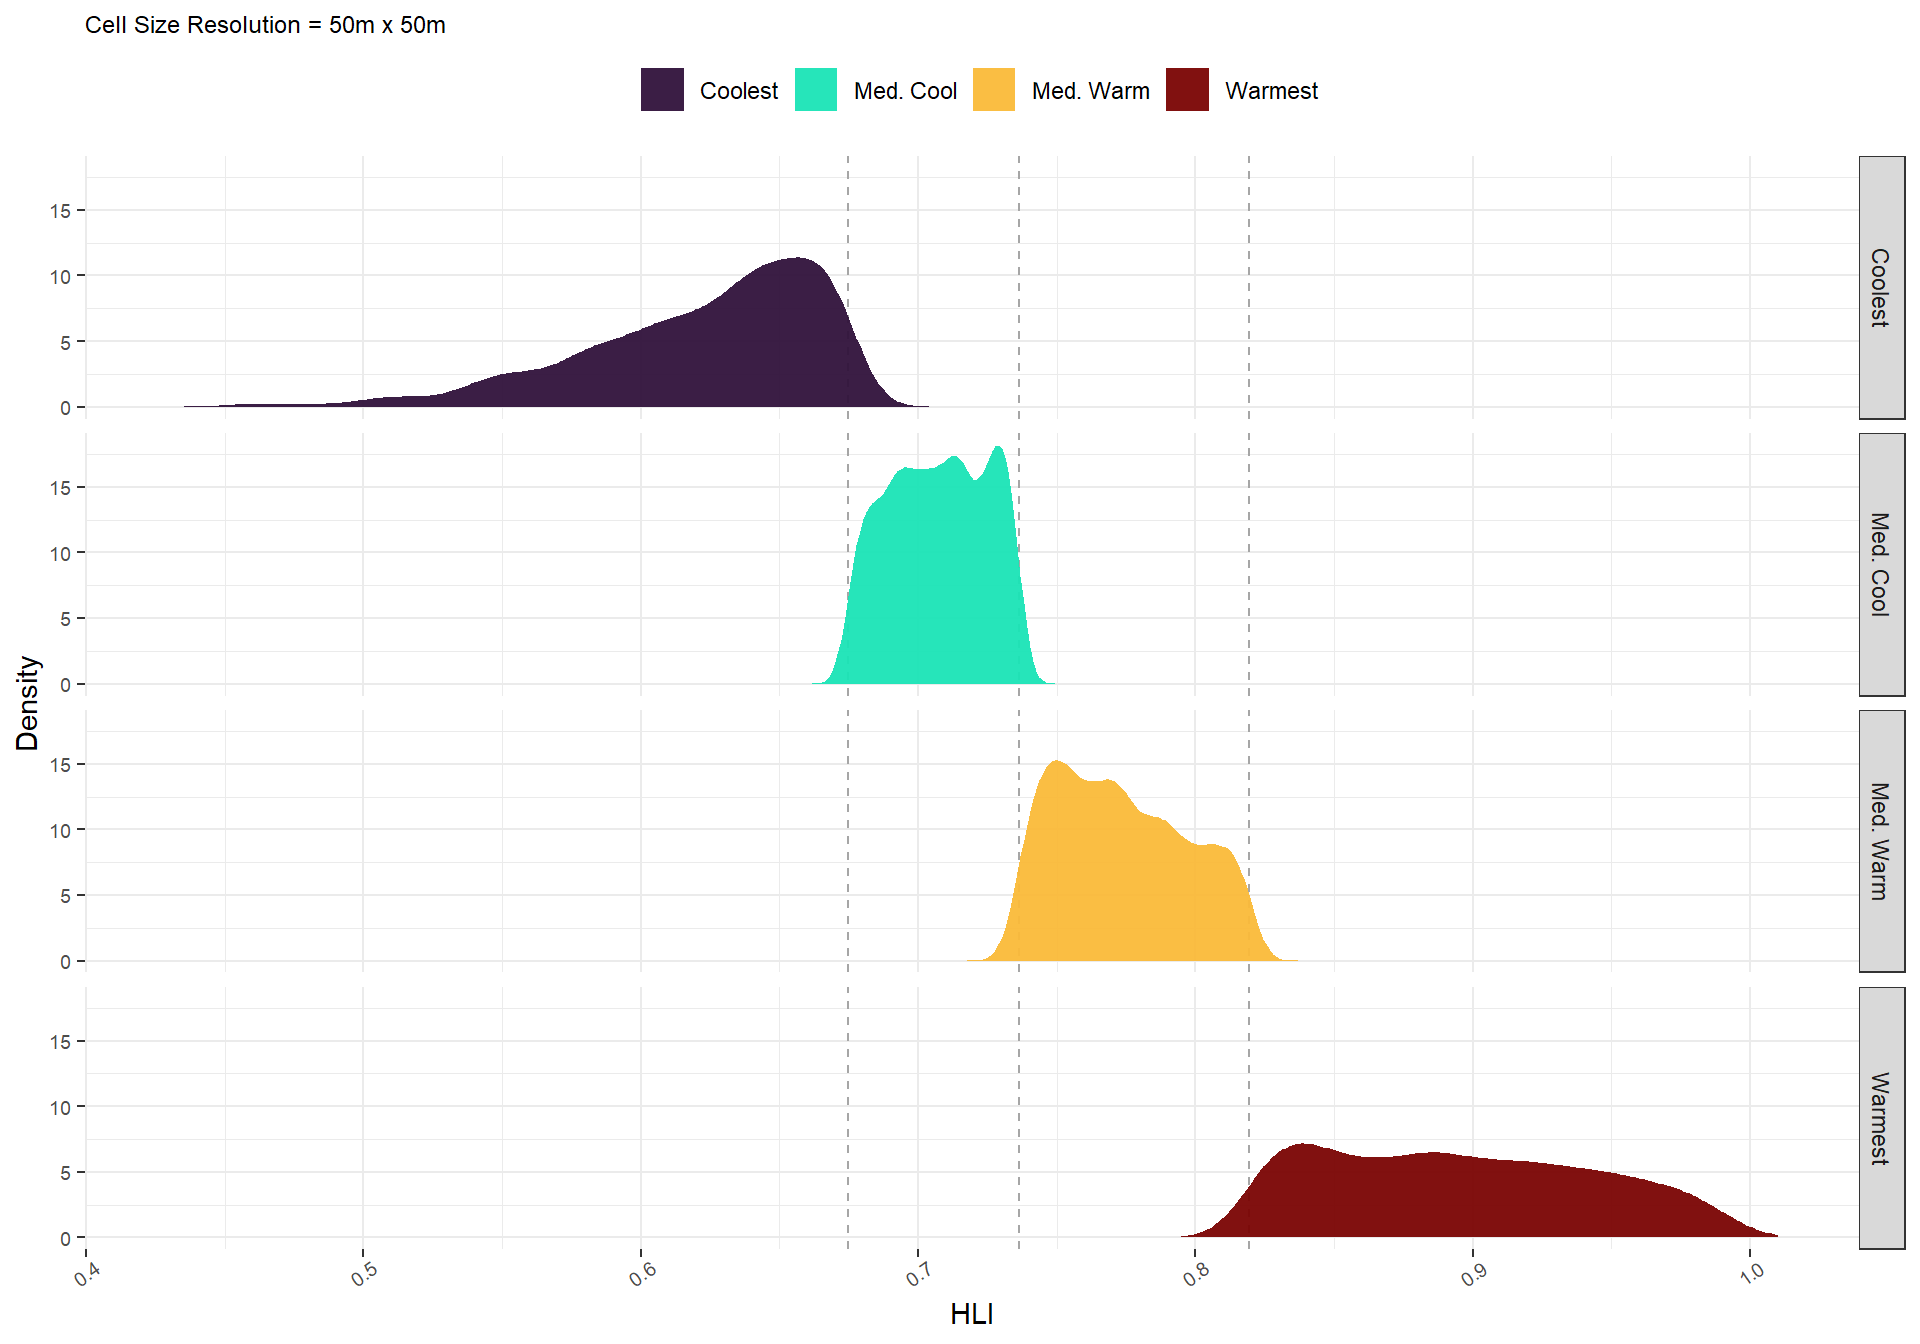 Cell Size Resolution = 50m x 50m
Coolest Med. Cool Med. Warm Warmest
15
10
5
0
Coolest
15
10
5
0
Med. Cool
15
10
5
0
Med. Warm
15
10
5
0
Warmest
Density
0.4 0.5 0.6 0.7 0.8 0.9 1.0
HLI